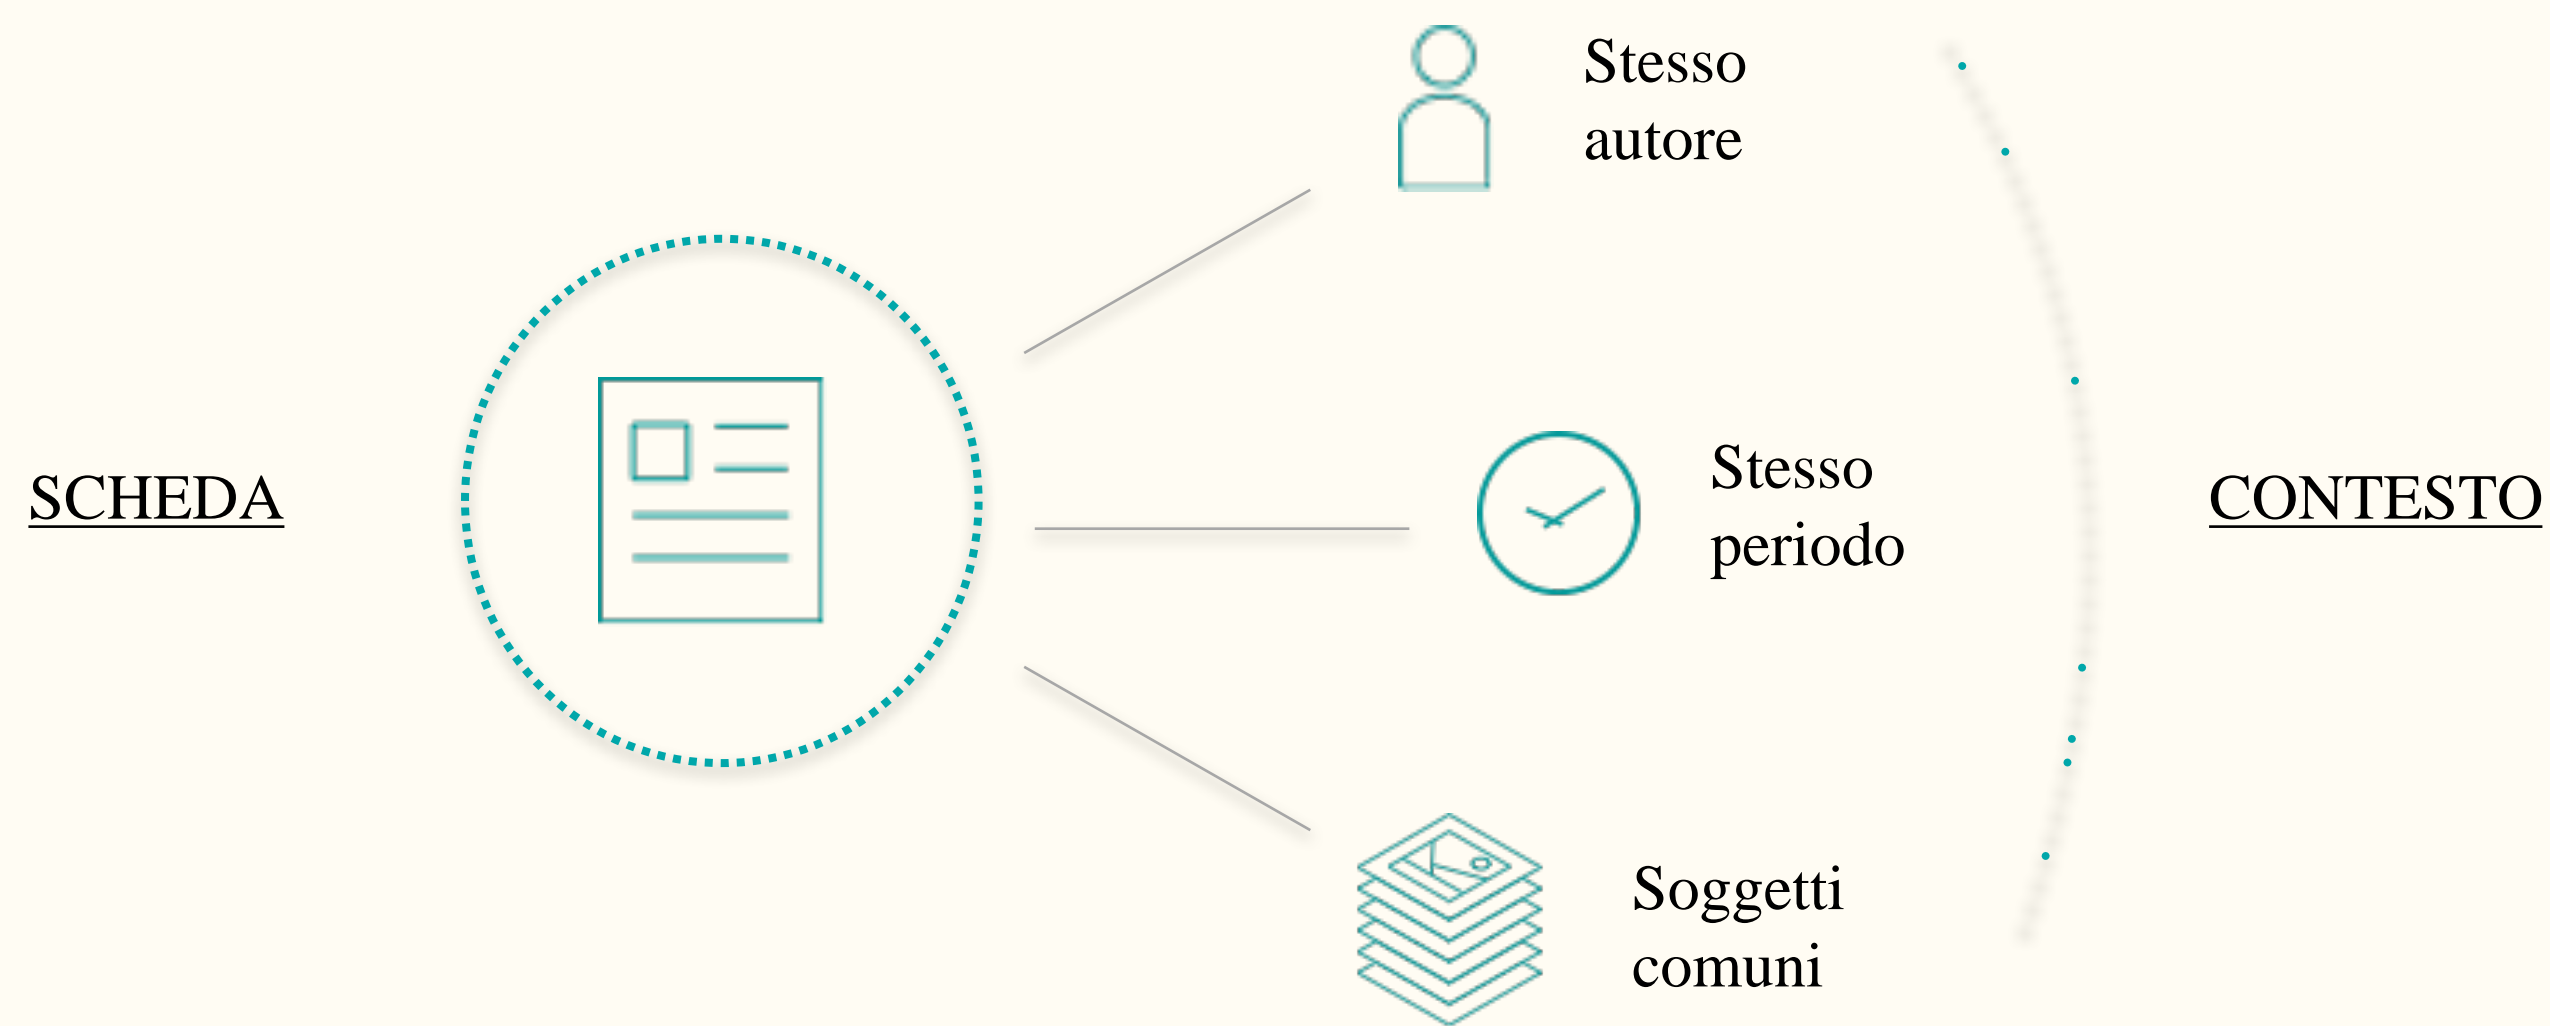 SCHEDA
Stesso
autore
Stesso
periodo
Soggetti
comuni
CONTESTO